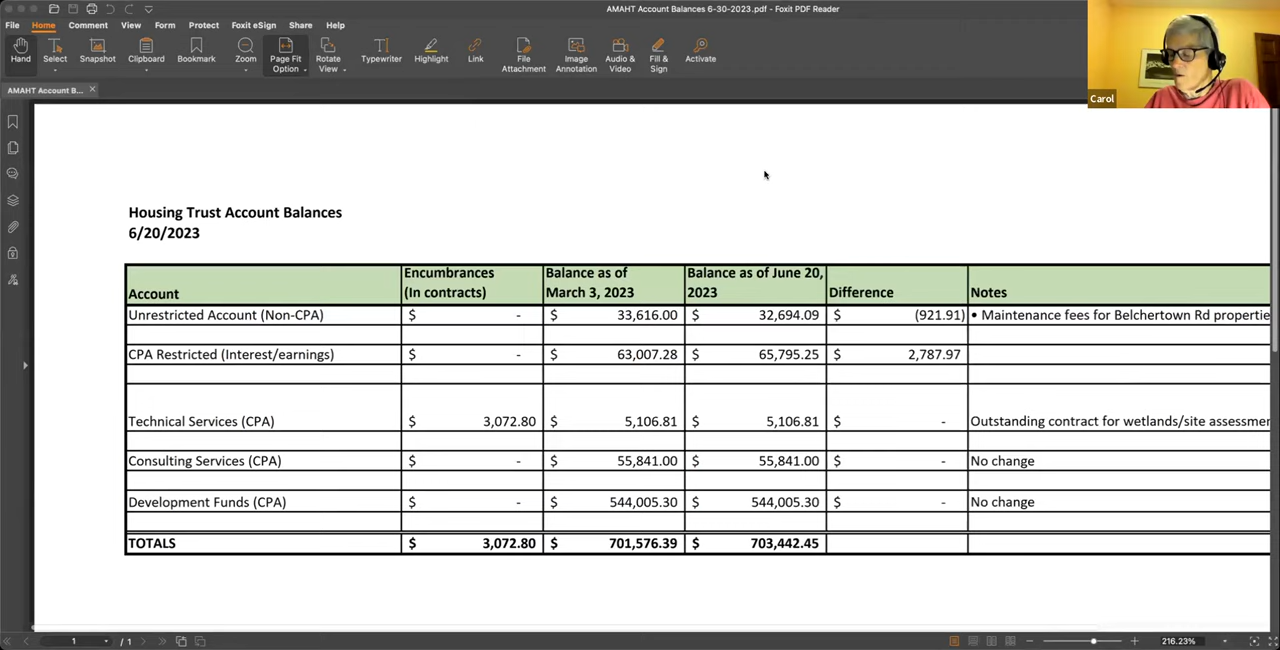 AMAHT Account Balances 6-30-2023.pdf - Foxit PDF Reader
File Home Comment View Form Protect Foxit eSign Share Help
Hand Select Snapshot Clipboard Bookmark Zoom Page Fit Option Rotate View Typewriter Highlight Link File Attachment Image Annotation Audio & Video Fill & Sign Activate
Carol
AMAHT Account B...
Housing Trust Account Balances
6/20/2023
Account Encumbrances (In contracts) Balance as of March 3, 2023 Balance as of June 20, 2023 Difference Notes
Unrestricted Account (Non-CPA) $ - $ 33,616.00 $ 32,694.09 $ (921.91) • Maintenance fees for Belchertown Rd propertie
CPA Restricted (Interest/earnings) $ - $ 63,007.28 $ 65,795.25 $ 2,787.97
Technical Services (CPA) $ 3,072.80 $ 5,106.81 $ 5,106.81 $ - Outstanding contract for wetlands/site assessmen
Consulting Services (CPA) $ - $ 55,841.00 $ 55,841.00 $ - No change
Development Funds (CPA) $ - $ 544,005.30 $ 544,005.30 $ - No change
TOTALS $ 3,072.80 $ 701,576.39 $ 703,442.45
1 / 1 216.23%